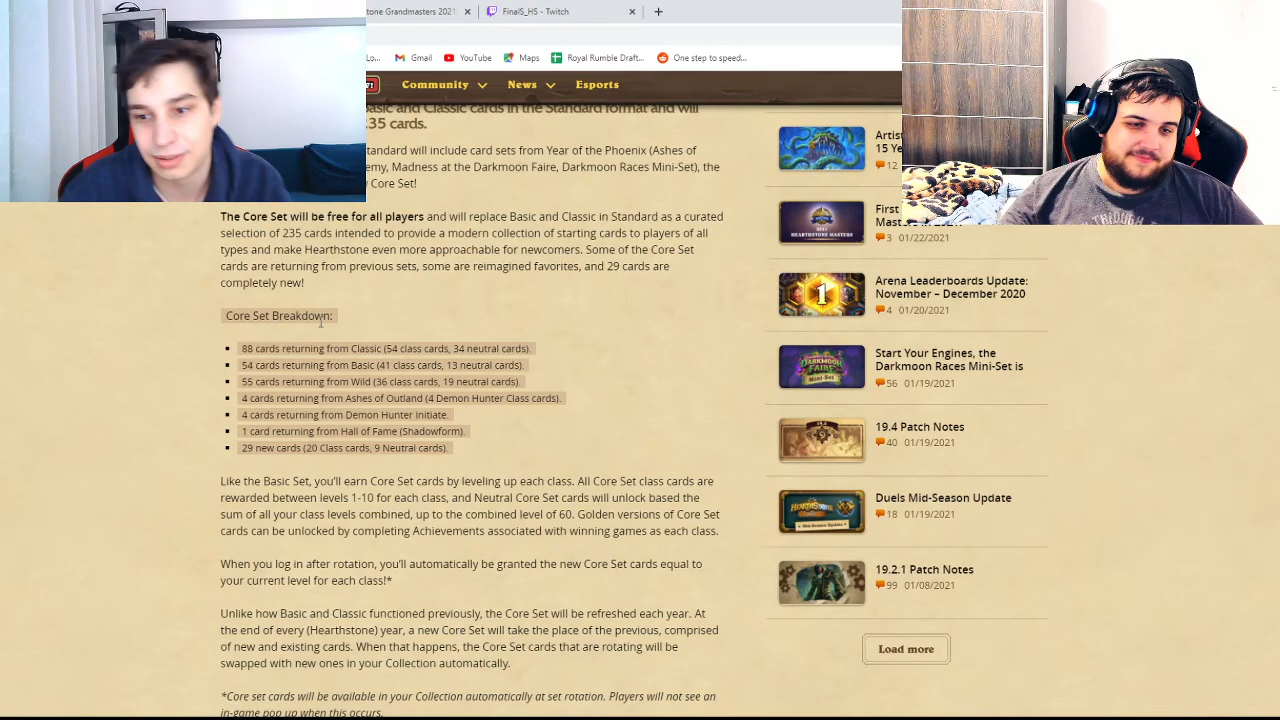 tone Grandmasters 2021
FinalS_HS - Twitch
Lo...
Gmail
YouTube
Maps
Royal Rumble Draft...
One step to speed...
Community
News
Esports
asic and Classic cards in the Standard format and will
235 cards.
tandard will include card sets from Year of the Phoenix (Ashes of
emy, Madness at the Darkmoon Faire, Darkmoon Races Mini-Set), the
Core Set!
The Core Set will be free for all players and will replace Basic and Classic in Standard as a curated
selection of 235 cards intended to provide a modern collection of starting cards to players of all
types and make Hearthstone even more approachable for newcomers. Some of the Core Set
cards are returning from previous sets, some are reimagined favorites, and 29 cards are
completely new!
Core Set Breakdown:
88 cards returning from Classic (54 class cards, 34 neutral cards).
54 cards returning from Basic (41 class cards, 13 neutral cards).
55 cards returning from Wild (36 class cards, 19 neutral cards).
4 cards returning from Ashes of Outland (4 Demon Hunter Class cards).
4 cards returning from Demon Hunter Initiate.
1 card returning from Hall of Fame (Shadowform).
29 new cards (20 Class cards, 9 Neutral cards).
Like the Basic Set, you'll earn Core Set cards by leveling up each class. All Core Set class cards are
rewarded between levels 1-10 for each class, and Neutral Core Set cards will unlock based the
sum of all your class levels combined, up to the combined level of 60. Golden versions of Core Set
cards can be unlocked by completing Achievements associated with winning games as each class.
When you log in after rotation, you'll automatically be granted the new Core Set cards equal to
your current level for each class!*
Unlike how Basic and Classic functioned previously, the Core Set will be refreshed each year. At
the end of every (Hearthstone) year, a new Core Set will take the place of the previous, comprised
of new and existing cards. When that happens, the Core Set cards that are rotating will be
swapped with new ones in your Collection automatically.
*Core set cards will be available in your Collection automatically at set rotation. Players will not see an
in-game pop up when this occurs.
Artis
15 Ye
12
First
Masters
3 01/22/2021
Arena Leaderboards Update:
November – December 2020
4 01/20/2021
Start Your Engines, the
Darkmoon Races Mini-Set is
56 01/19/2021
19.4 Patch Notes
40 01/19/2021
Duels Mid-Season Update
18 01/19/2021
19.2.1 Patch Notes
99 01/08/2021
Load more